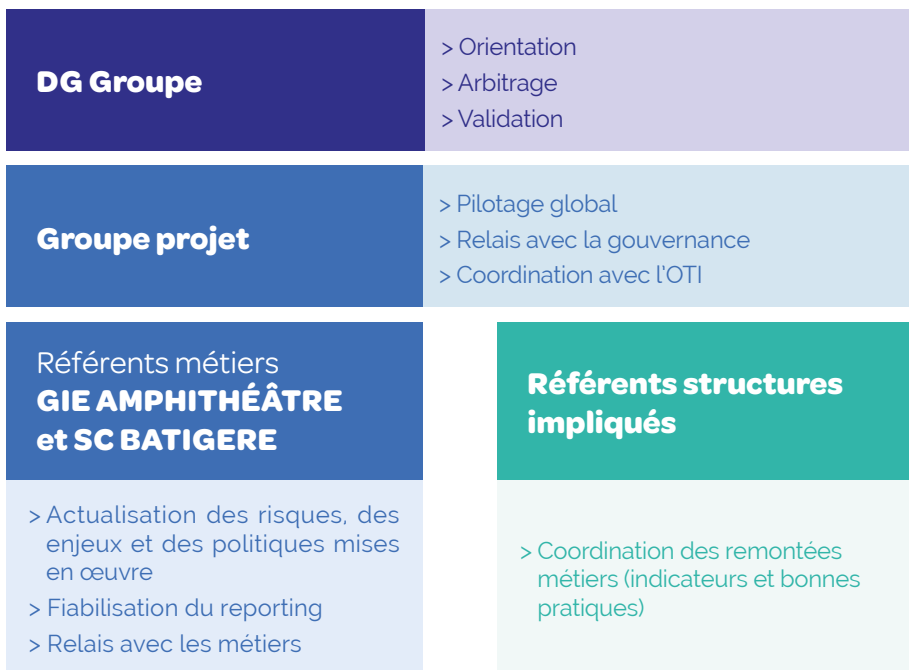 DG Groupe
> Orientation
> Arbitrage
> Validation
Groupe projet
> Pilotage global
> Relais avec la gouvernance
> Coordination avec l'OTI
Référents métiers
GIE AMPHITHÉÂTRE
et SC BATIGERE
> Actualisation des risques, des
enjeux et des politiques mises
en œuvre
> Fiabilisation du reporting
> Relais avec les métiers
Référents structures
impliqués
> Coordination des remontées
métiers (indicateurs et bonnes
pratiques)